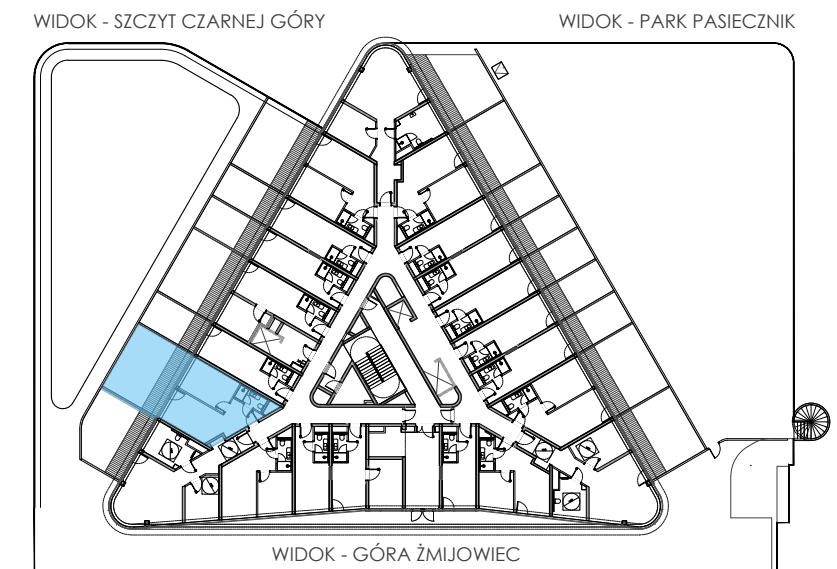 WIDOK - SZCZYT CZARNEJ GÓRY
WIDOK - PARK PASIECZNIK
WIDOK - GÓRA ŻMIJOWIEC